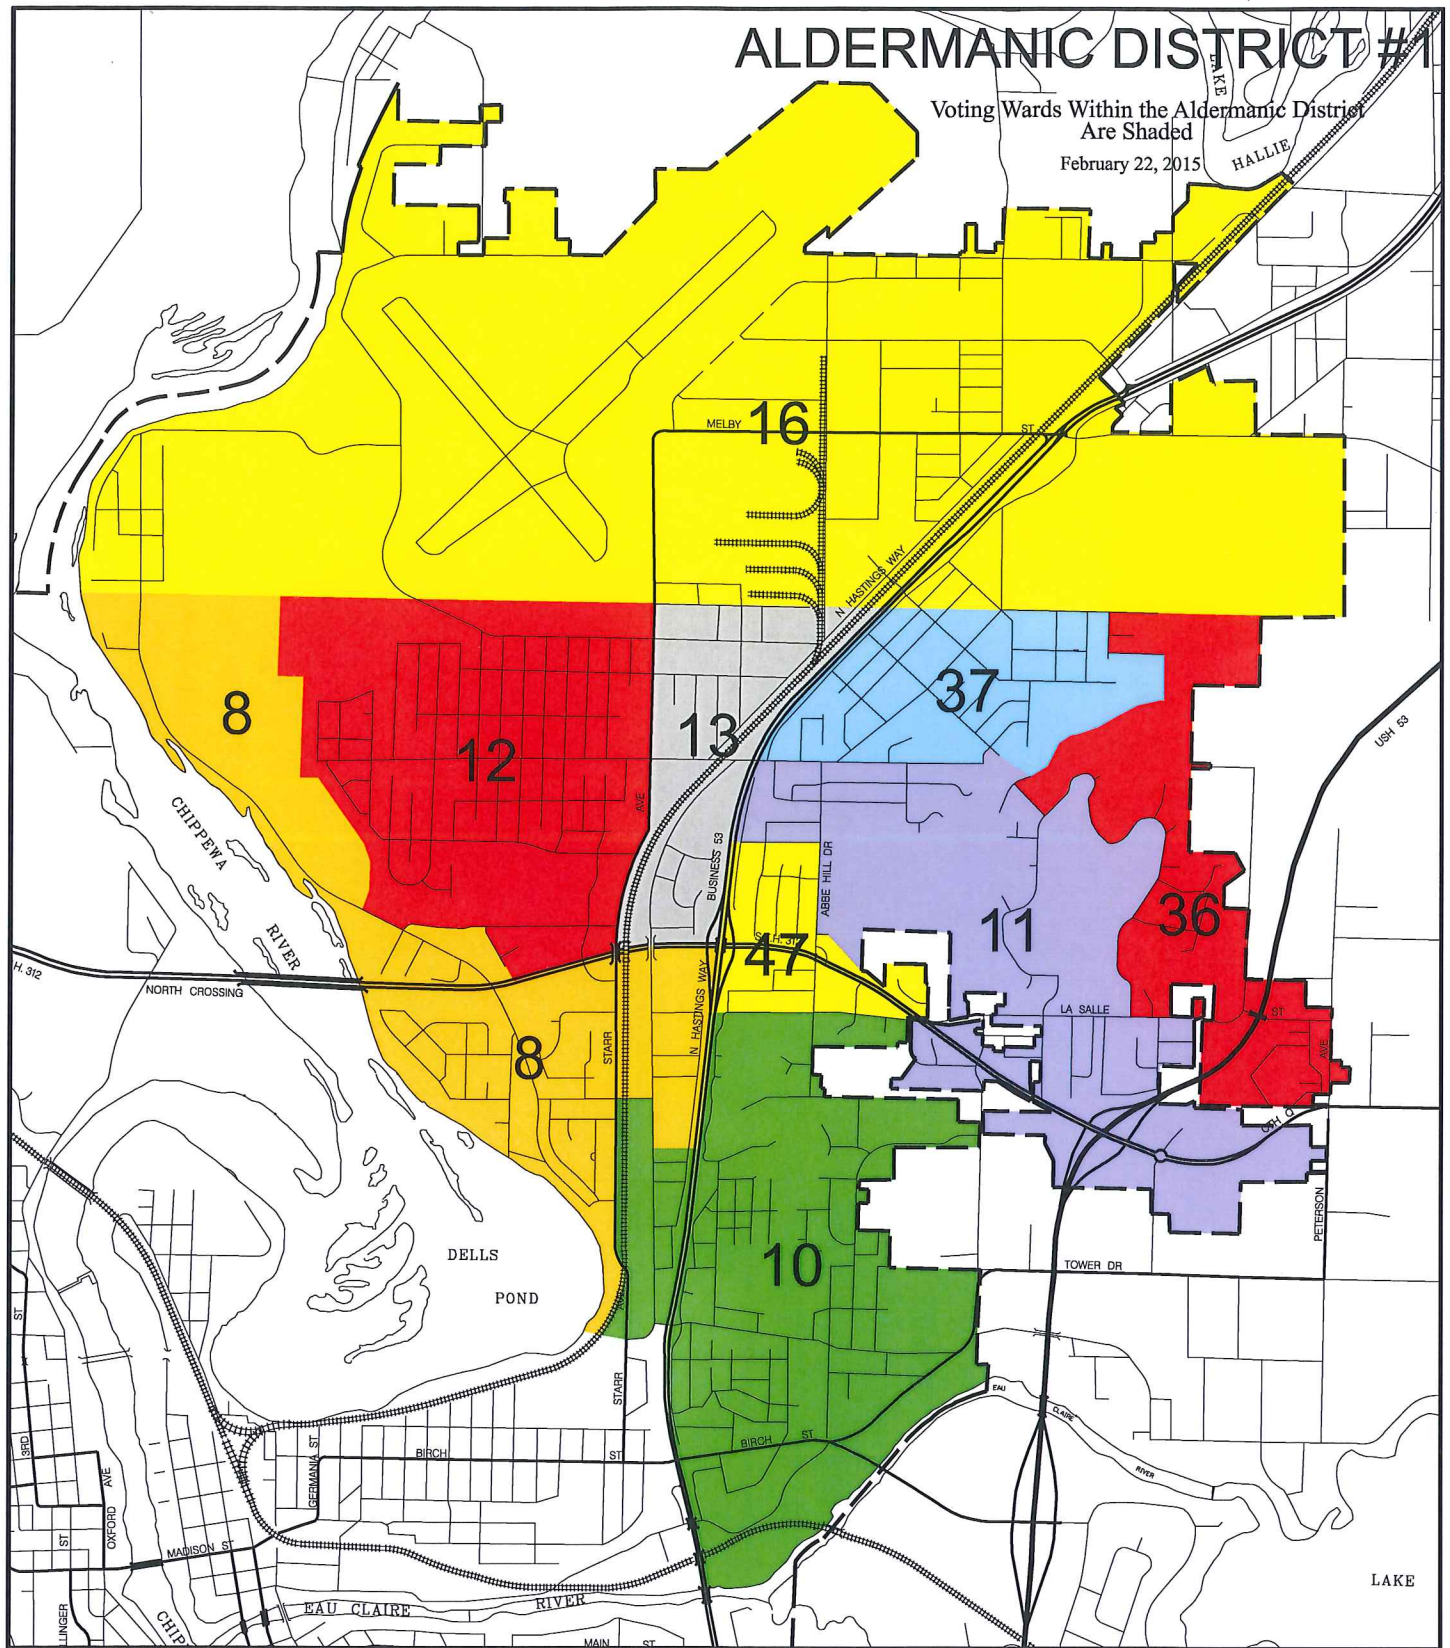 ALDERMANIC DISTRICT #1
Voting Wards Within the Aldermanic District
Are Shaded
February 22, 2015
LAKE
HALLIE
16
MELBY
ST
N HASTINGS WAY
8
12
13
37
USH 53
CHIPPEWA
RIVER
AVE
BUSINESS 53
ABBE HILL DR
11
36
47
S.T.H. 312
H. 312
NORTH CROSSING
STARR
N HASTINGS WAY
LA SALLE
ST
AVE
8
USH Q
PETERSON
DELLS
POND
10
TOWER DR
AVE
STARR
EAU
CLAIRE
RIVER
ST
3RD
OXFORD
AVE
GERMANIA ST
BIRCH
ST
BIRCH
ST
ST
MADISON ST
LLINGER
CHIP
EAU CLAIRE
RIVER
MAIN
ST
LAKE